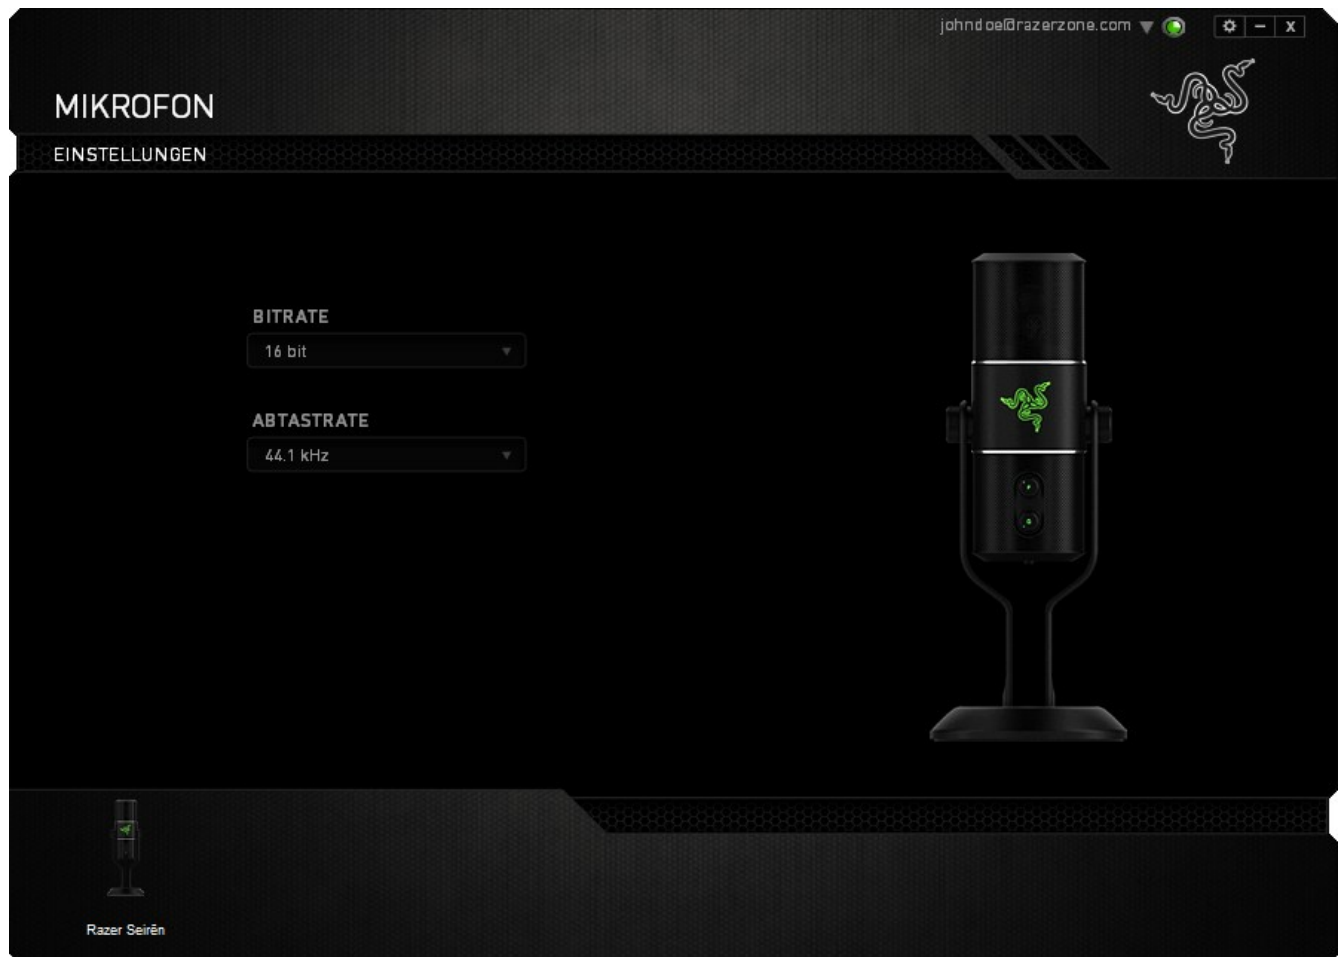 johndoe@razerzone.com
MIKROFON
EINSTELLUNGEN
BITRATE
16 bit
ABTASTRATE
44.1 kHz
Razer Seirēn